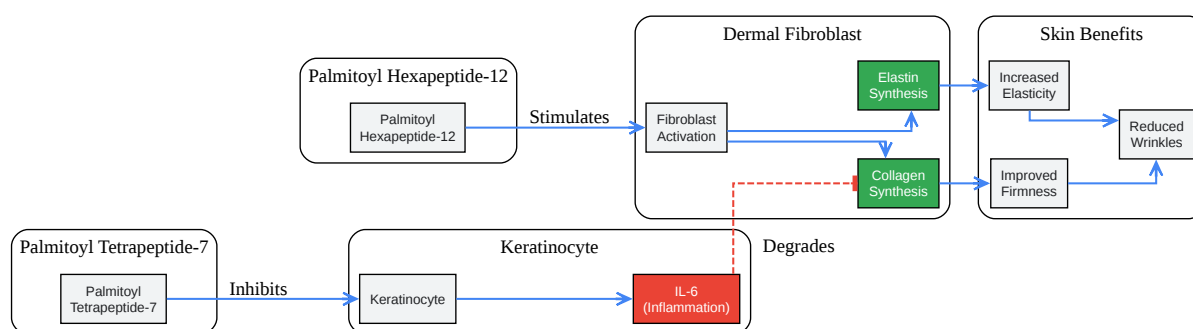 Dermal Fibroblast
Skin Benefits
Palmitoyl Hexapeptide-12
Elastin
Synthesis
Increased
Elasticity
Palmitoyl
Hexapeptide-12
Stimulates
Fibroblast
Activation
Reduced
Wrinkles
Collagen
Synthesis
Improved
Firmness
Palmitoyl Tetrapeptide-7
Keratinocyte
Degrades
Palmitoyl
Tetrapeptide-7
Inhibits
Keratinocyte
IL-6
(Inflammation)